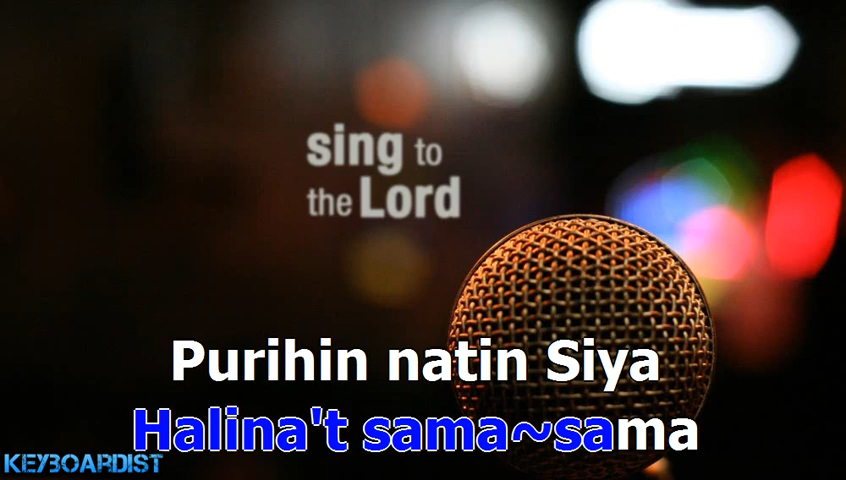 sing to
the Lord
Purihin natin Siya
Halina't sama~sama
KEYBOARDIST